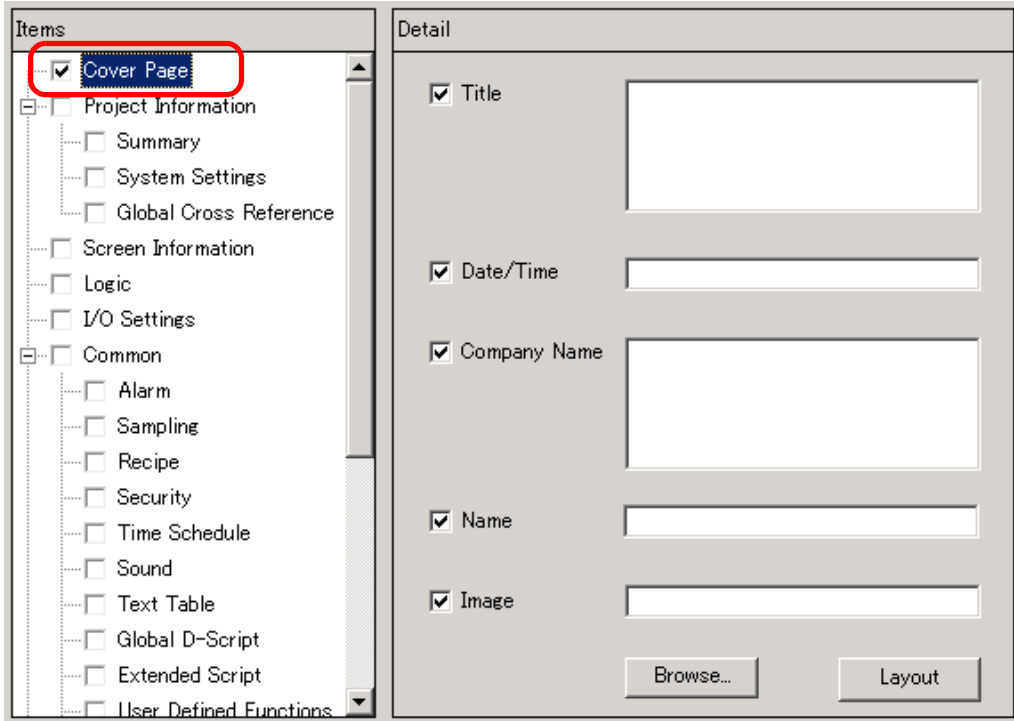 Items
Cover Page
Project Information
Summary
System Settings
Global Cross Reference
Screen Information
Logic
I/O Settings
Common
Alarm
Sampling
Recipe
Security
Time Schedule
Sound
Text Table
Global D-Script
Extended Script
User Defined Functions
Detail
Title
Date/Time
Company Name
Name
Image
Browse...
Layout